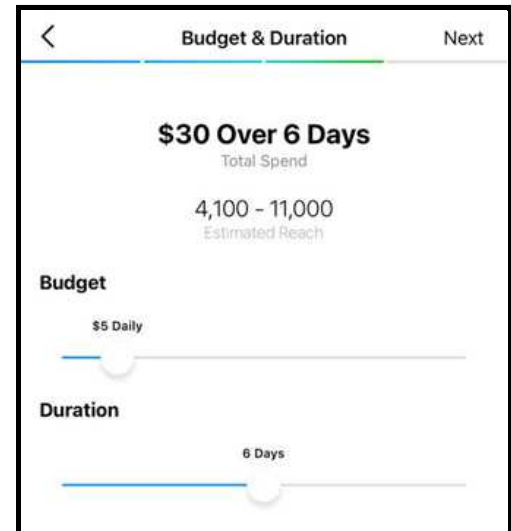 Budget & Duration Next
$30 Over 6 Days
Total Spend
4,100 - 11,000
Estimated Reach
Budget
$5 Daily
Duration
6 Days